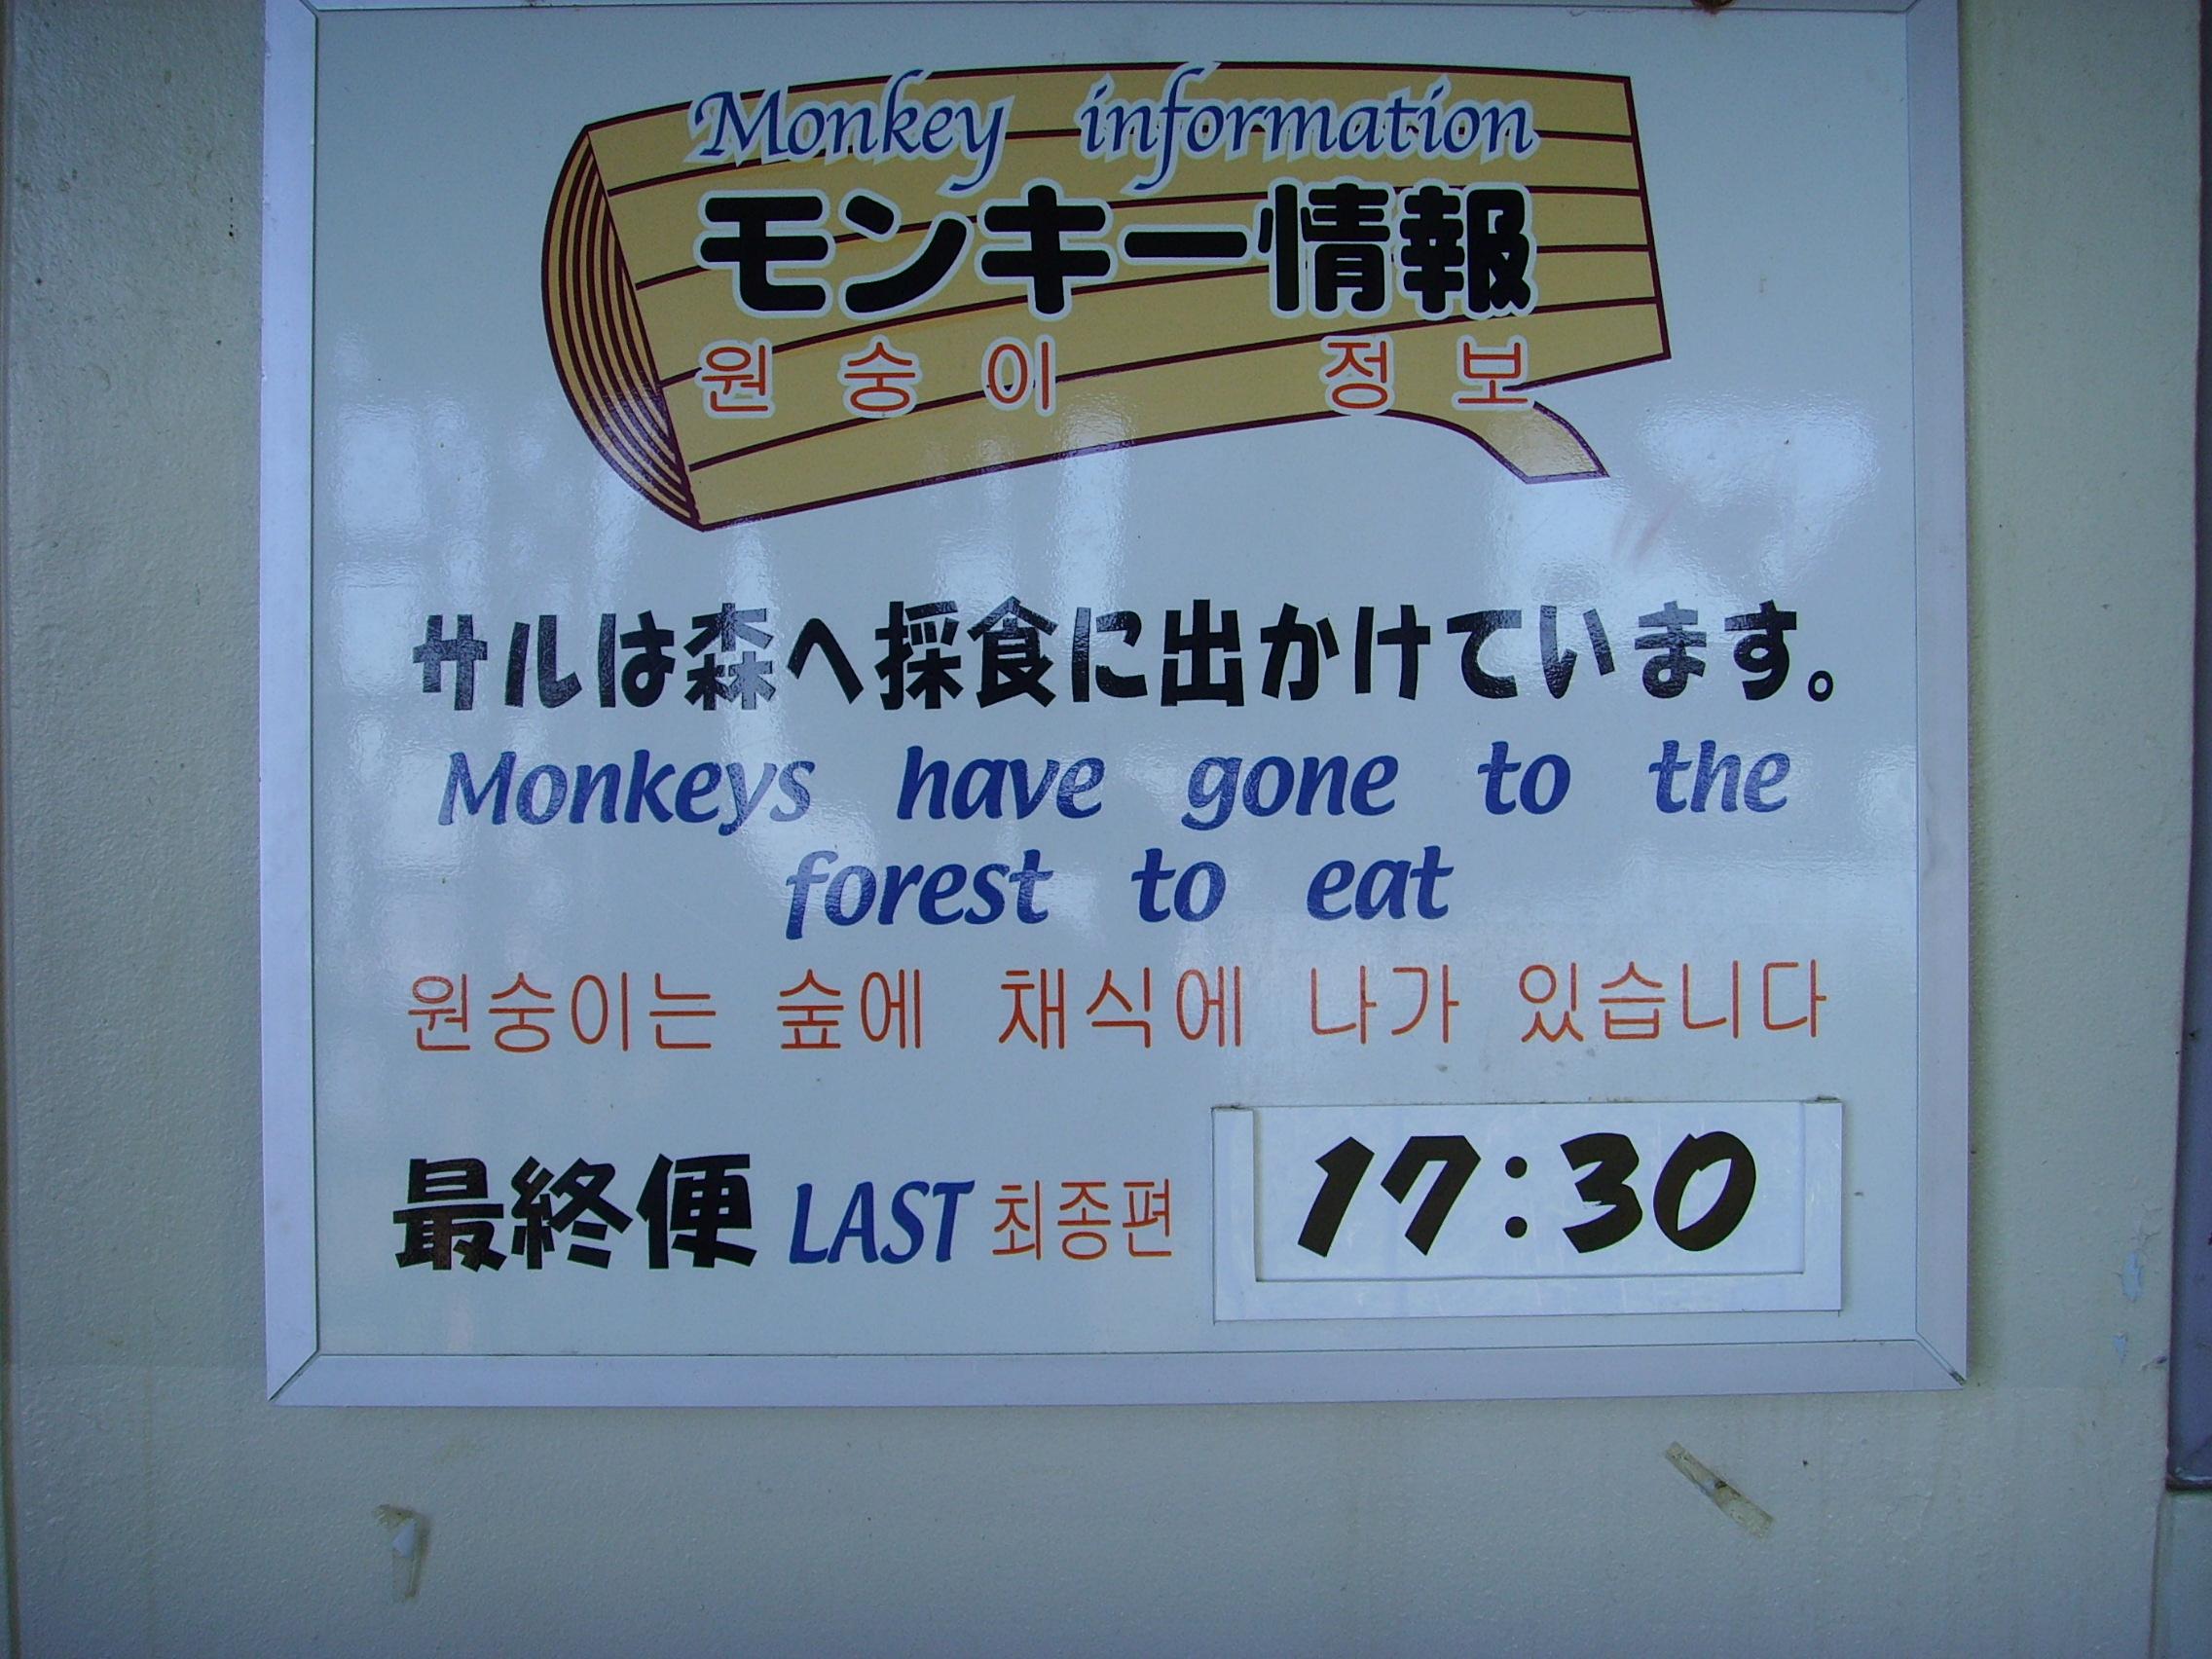 Monkey information
モンキー情報
원숭이 정보
サルは森へ採食に出かけています。
Monkeys have gone to the
forest to eat
원숭이는 숲에 채식에 나가 있습니다
最終便 LAST 최종편 17:30